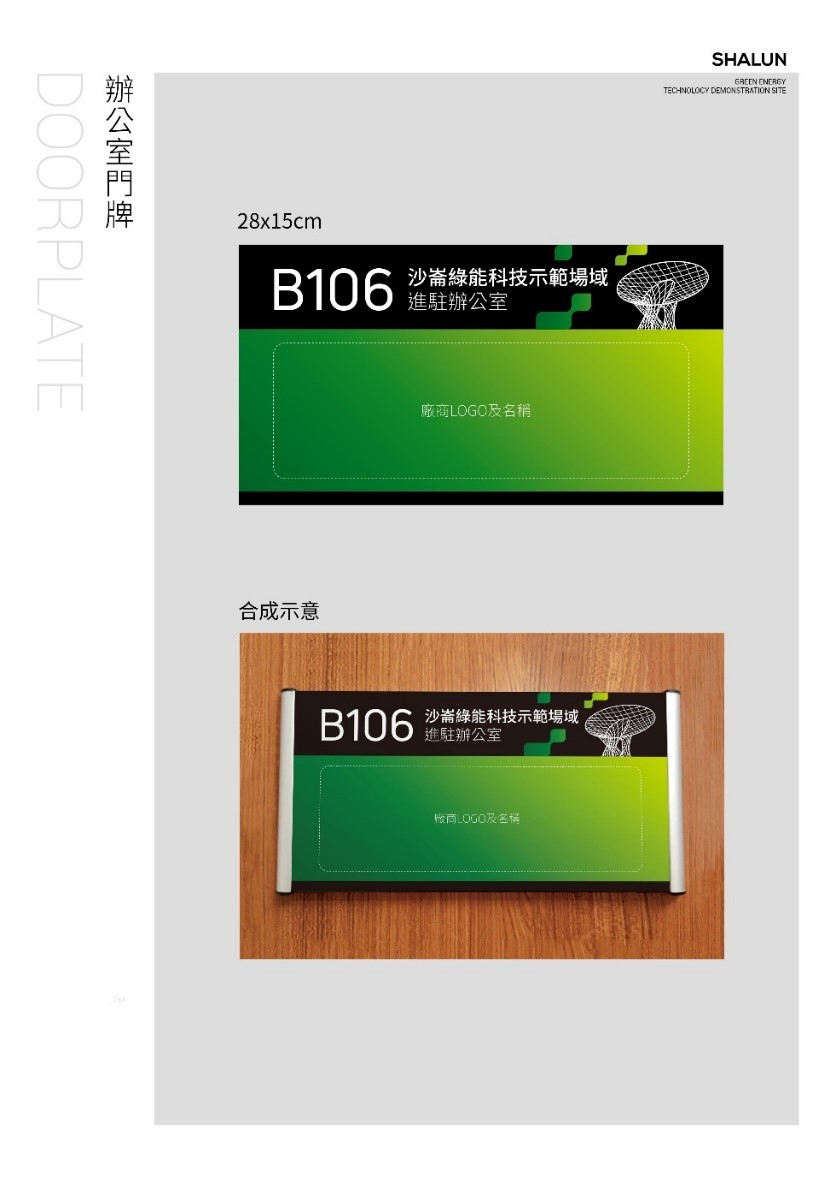 SHALUN
GREEN ENERGY
TECHNOLOGY DEMONSTRATION SITE
辦公室門牌
DOORPLATE
28x15cm
B106
沙崙綠能科技示範場域
進駐辦公室
廠商LOGO及名稱
合成示意
B106
沙崙綠能科技示範場域
進駐辦公室
廠商LOGO及名稱